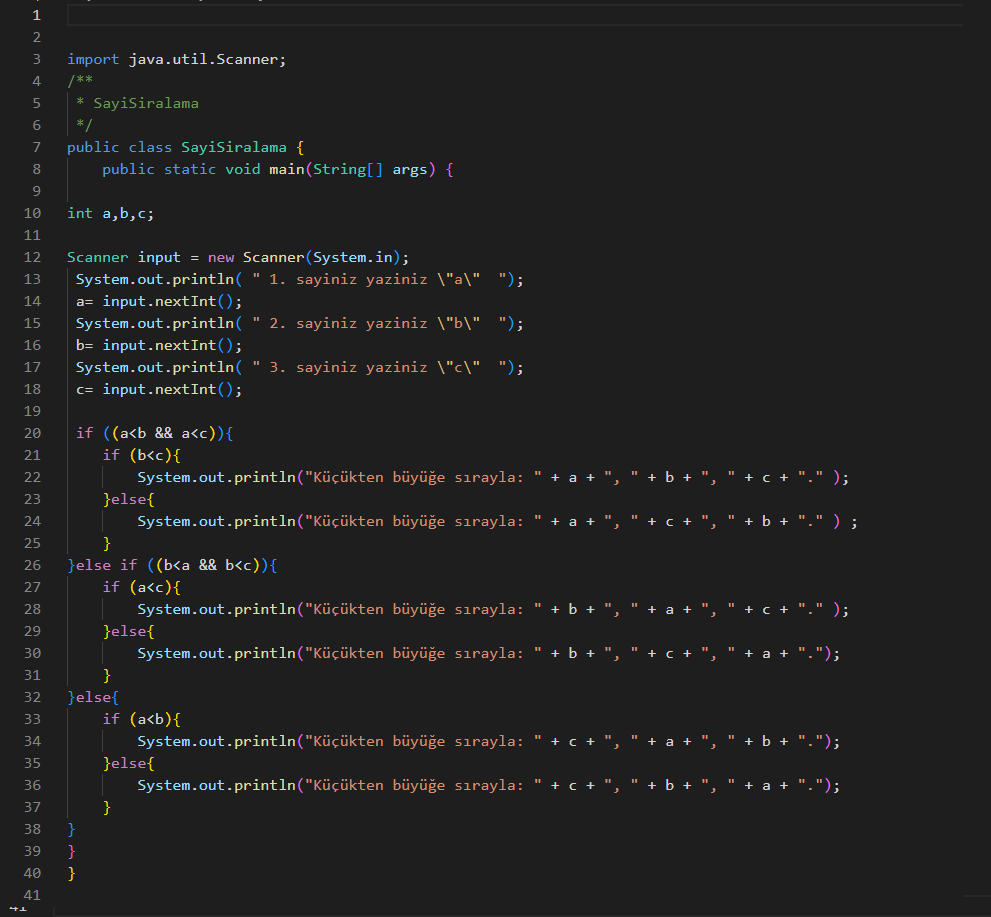 1
2
3 import java.util.Scanner;
4 /**
5 * SayiSiralama
6 */
7 public class SayiSiralama {
8 public static void main(String[] args) {
9
10 int a,b,c;
11
12 Scanner input = new Scanner(System.in);
13 System.out.println( " 1. sayiniz yaziniz \"a\"  ");
14 a= input.nextInt();
15 System.out.println( " 2. sayiniz yaziniz \"b\"  ");
16 b= input.nextInt();
17 System.out.println( " 3. sayiniz yaziniz \"c\"  ");
18 c= input.nextInt();
19
20 if ((a<b && a<c)){
21 if (b<c){
22 System.out.println("Küçükten büyüğe sırayla: " + a + ", " + b + ", " + c + "." );
23 }else{
24 System.out.println("Küçükten büyüğe sırayla: " + a + ", " + c + ", " + b + "." ) ;
25 }
26 }else if ((b<a && b<c)){
27 if (a<c){
28 System.out.println("Küçükten büyüğe sırayla: " + b + ", " + a + ", " + c + "." );
29 }else{
30 System.out.println("Küçükten büyüğe sırayla: " + b + ", " + c + ", " + a + ".");
31 }
32 }else{
33 if (a<b){
34 System.out.println("Küçükten büyüğe sırayla: " + c + ", " + a + ", " + b + ".");
35 }else{
36 System.out.println("Küçükten büyüğe sırayla: " + c + ", " + b + ", " + a + ".");
37 }
38 }
39 }
40 }
41